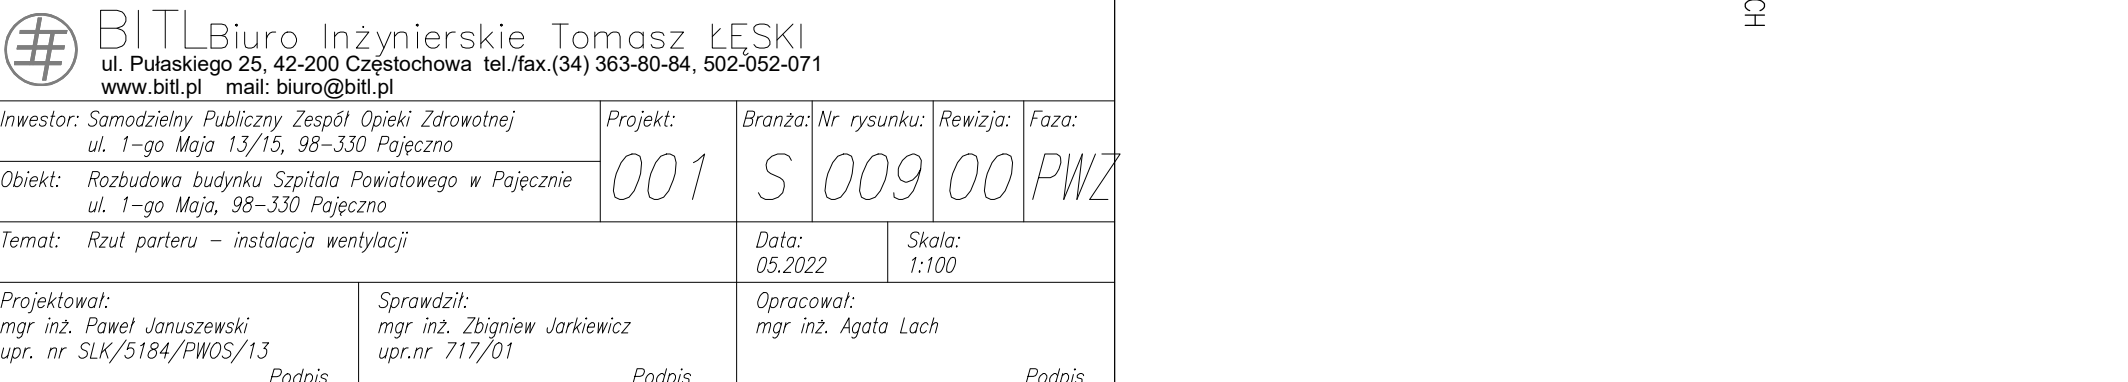 BITL Biuro Inżynierskie Tomasz ŁĘSKI
ul. Pułaskiego 25, 42-200 Częstochowa tel./fax.(34) 363-80-84, 502-052-071
www.bitl.pl mail: biuro@bitl.pl
Inwestor: Samodzielny Publiczny Zespół Opieki Zdrowotnej
ul. 1-go Maja 13/15, 98-330 Pajęczno
Obiekt: Rozbudowa budynku Szpitala Powiatowego w Pajęcznie
ul. 1-go Maja, 98-330 Pajęczno
Projekt:
001
Branża:
S
Nr rysunku:
009
Rewizja:
00
Faza:
PWZ
Temat: Rzut parteru - instalacja wentylacji
Data:
05.2022
Skala:
1:100
Projektował:
mgr inż. Paweł Januszewski
upr. nr SLK/5184/PWOS/13
Podpis
Sprawdził:
mgr inż. Zbigniew Jarkiewicz
upr.nr 717/01
Podpis
Opracował:
mgr inż. Agata Lach
Podpis
CH